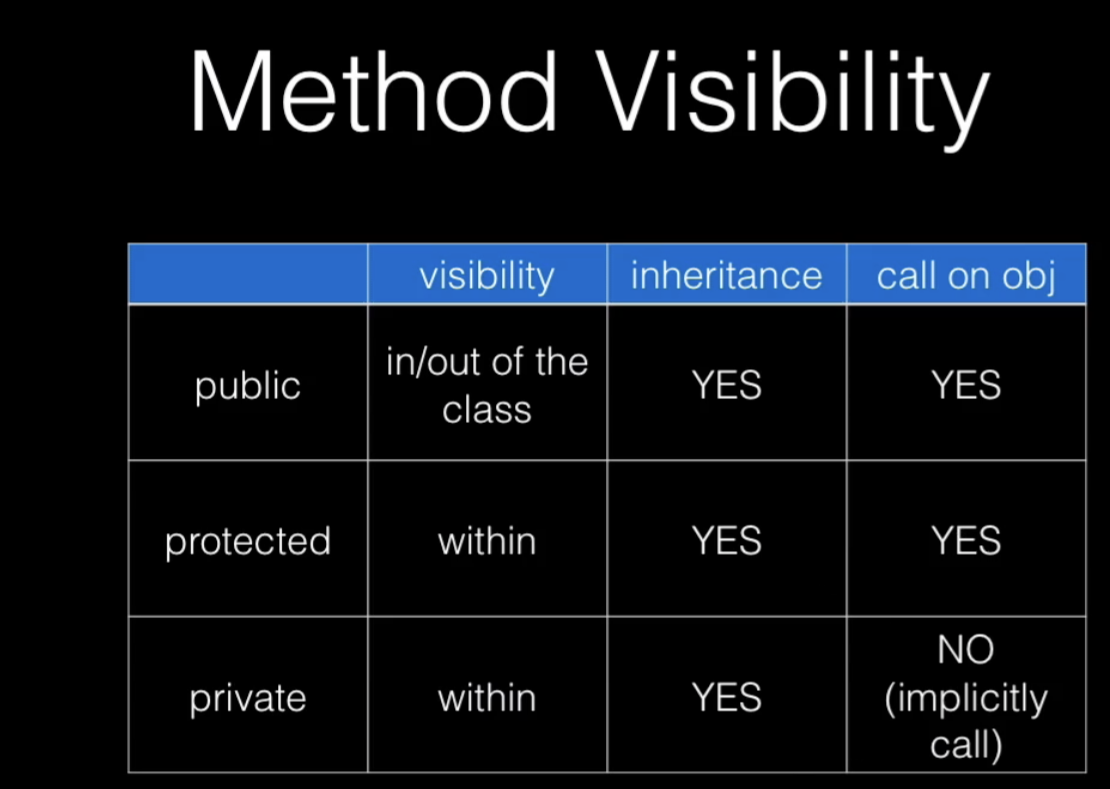 Method Visibility
visibility inheritance call on obj
public in/out of the class YES YES
protected within YES YES
private within YES NO (implicitly call)